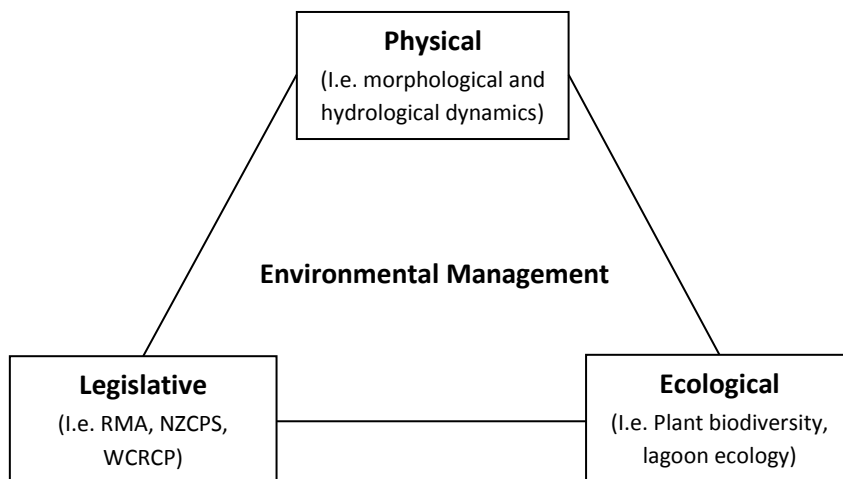 Physical
(I.e. morphological and
hydrological dynamics)
Environmental Management
Legislative
(I.e. RMA, NZCPS,
WCRCP)
Ecological
(I.e. Plant biodiversity,
lagoon ecology)